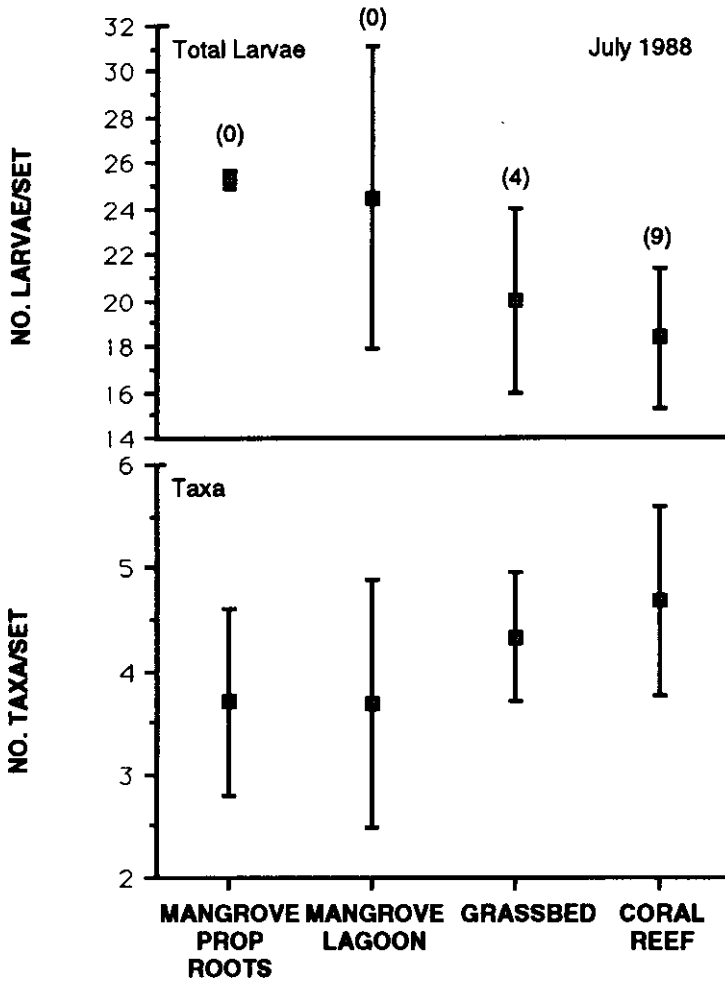 Total Larvae
July 1988
NO. LARVAE/SET
32
30
28
26
24
22
20
18
16
14
(0)
(0)
(4)
(9)
Taxa
NO. TAXA/SET
6
5
4
3
2
MANGROVE PROP ROOTS
MANGROVE LAGOON
GRASSBED
CORAL REEF